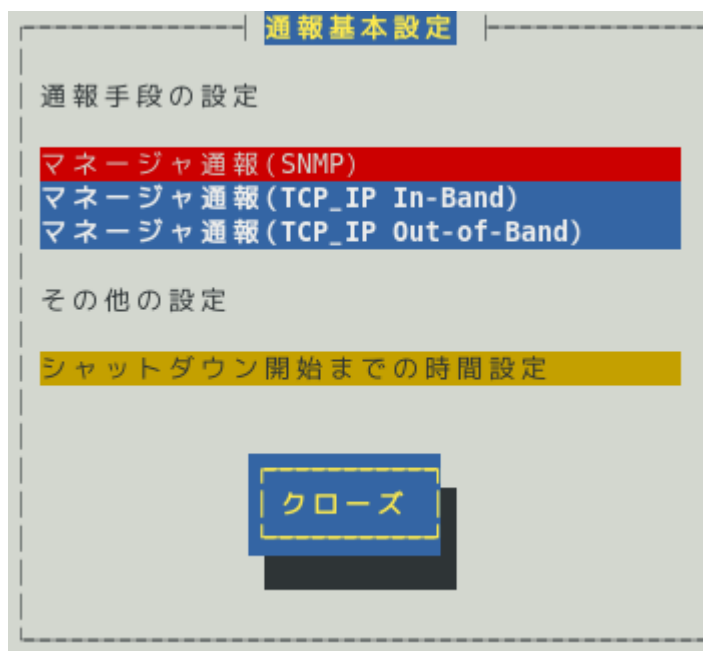 通報基本設定
通報手段の設定
マネージャ通報(SNMP)
マネージャ通報(TCP_IP In-Band)
マネージャ通報(TCP_IP Out-of-Band)
その他の設定
シャットダウン開始までの時間設定
クローズ